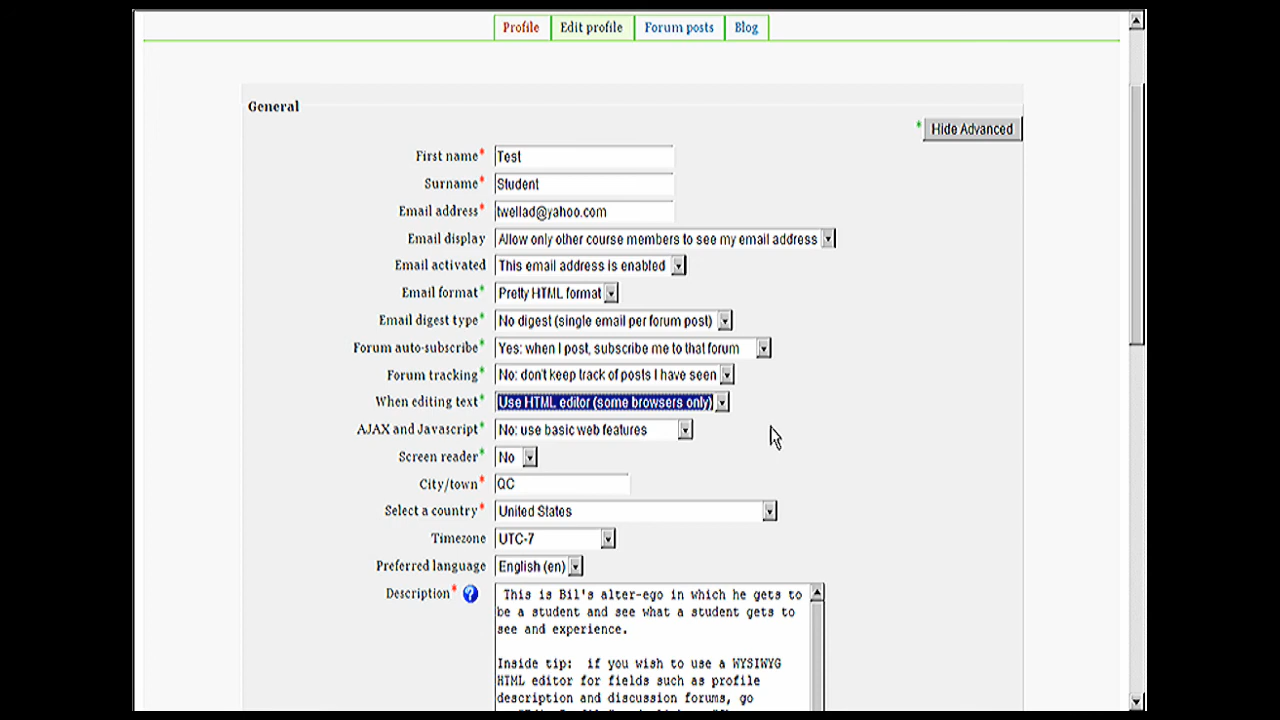 Profile Edit profile Forum posts Blog
General
* Hide Advanced
First name* Test
Surname* Student
Email address* twellad@yahoo.com
Email display Allow only other course members to see my email address
Email activated This email address is enabled
Email format* Pretty HTML format
Email digest type* No digest (single email per forum post)
Forum auto-subscribe* Yes: when I post, subscribe me to that forum
Forum tracking* No: don't keep track of posts I have seen
When editing text* Use HTML editor (some browsers only)
AJAX and Javascript* No: use basic web features
Screen reader* No
City/town* QC
Select a country* United States
Timezone UTC-7
Preferred language English (en)
Description* ? This is Bil's alter-ego in which he gets to
be a student and see what a student gets to
see and experience.
Inside tip: if you wish to use a WYSIWYG
HTML editor for fields such as profile
description and discussion forums, go